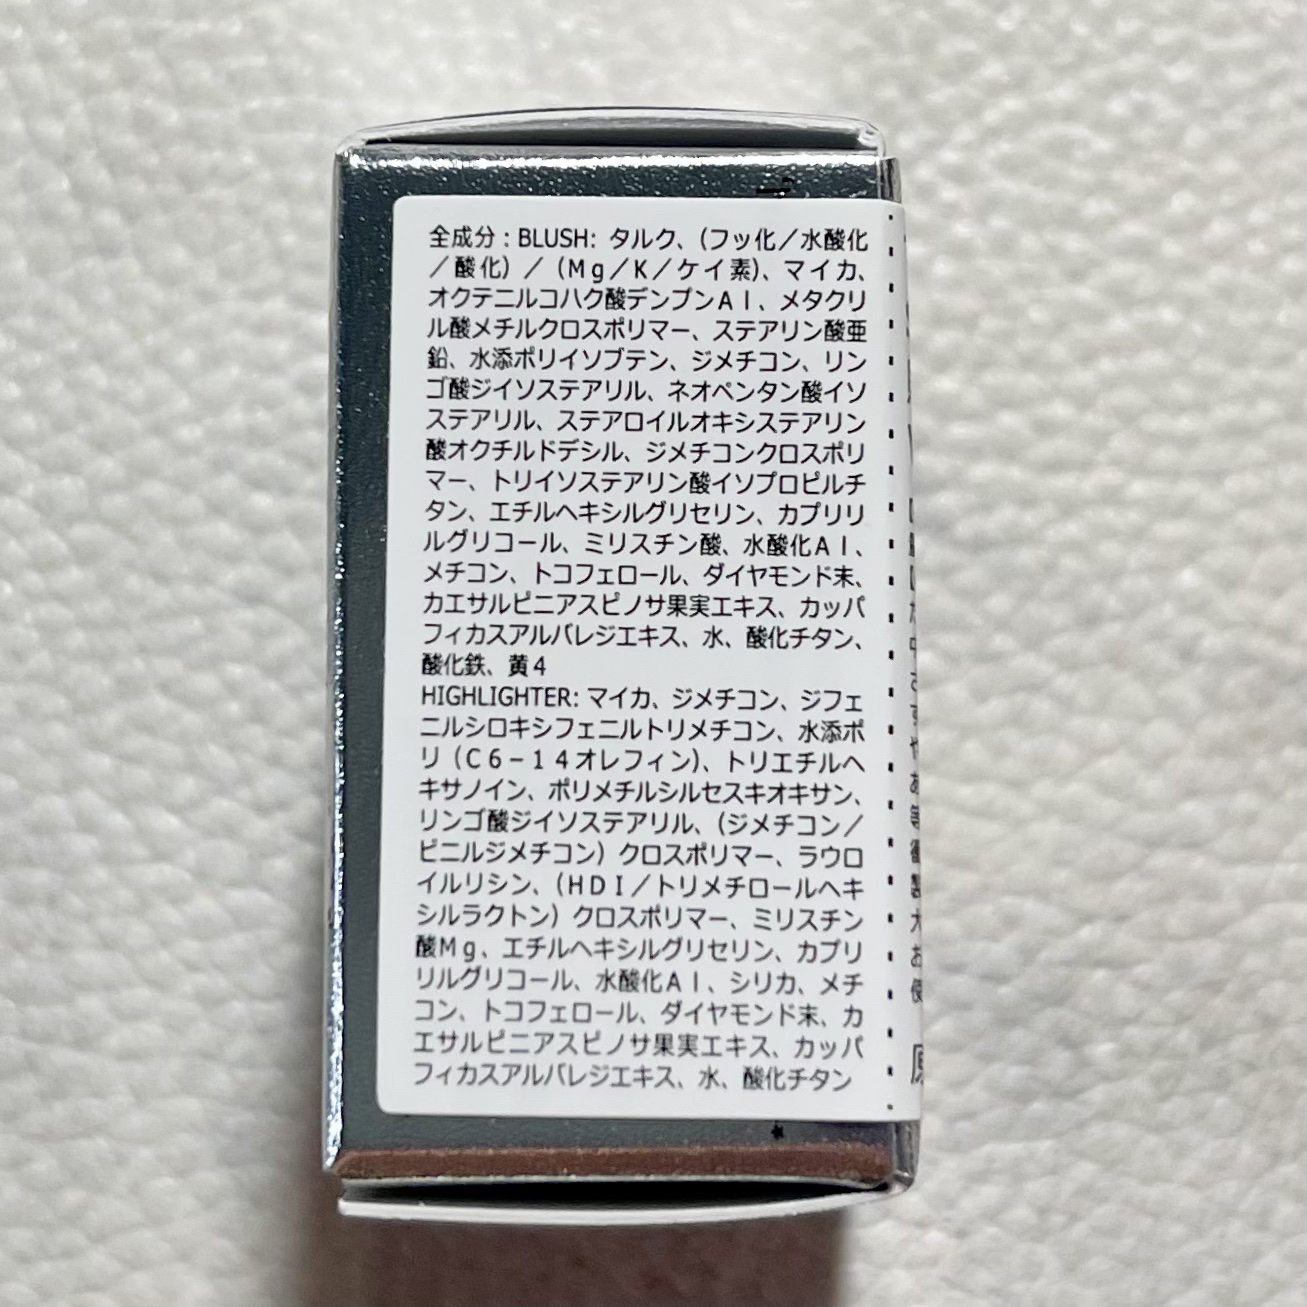 全成分：BLUSH: タルク、（フッ化／水酸化
／酸化）／（Ｍｇ／Ｋ／ケイ素）、マイカ、
オクテニルコハク酸デンプンＡｌ、メタクリ
ル酸メチルクロスポリマー、ステアリン酸亜
鉛、水添ポリイソブテン、ジメチコン、リン
ゴ酸ジイソステアリル、ネオペンタン酸イソ
ステアリル、ステアロイルオキシステアリン
酸オクチルドデシル、ジメチコンクロスポリ
マー、トリイソステアリン酸イソプロピルチ
タン、エチルヘキシルグリセリン、カプリリ
ルグリコール、ミリスチン酸、水酸化Ａｌ、
メチコン、トコフェロール、ダイヤモンド末、
カエサルピニアスピノサ果実エキス、カッパ
フィカスアルバレジエキス、水、酸化チタン、
酸化鉄、黄４
HIGHLIGHTER: マイカ、ジメチコン、ジフェ
ニルシロキシフェニルトリメチコン、水添ポ
リ（Ｃ６－１４オレフィン）、トリエチルヘ
キサノイン、ポリメチルシルセスキオキサン、
リンゴ酸ジイソステアリル、（ジメチコン／
ビニルジメチコン）クロスポリマー、ラウロ
イルリシン、（ＨＤＩ／トリメチロールヘキ
シルラクトン）クロスポリマー、ミリスチン
酸Ｍｇ、エチルヘキシルグリセリン、カプリ
リルグリコール、水酸化Ａｌ、シリカ、メチ
コン、トコフェロール、ダイヤモンド末、カ
エサルピニアスピノサ果実エキス、カッパ
フィカスアルバレジエキス、水、酸化チタン